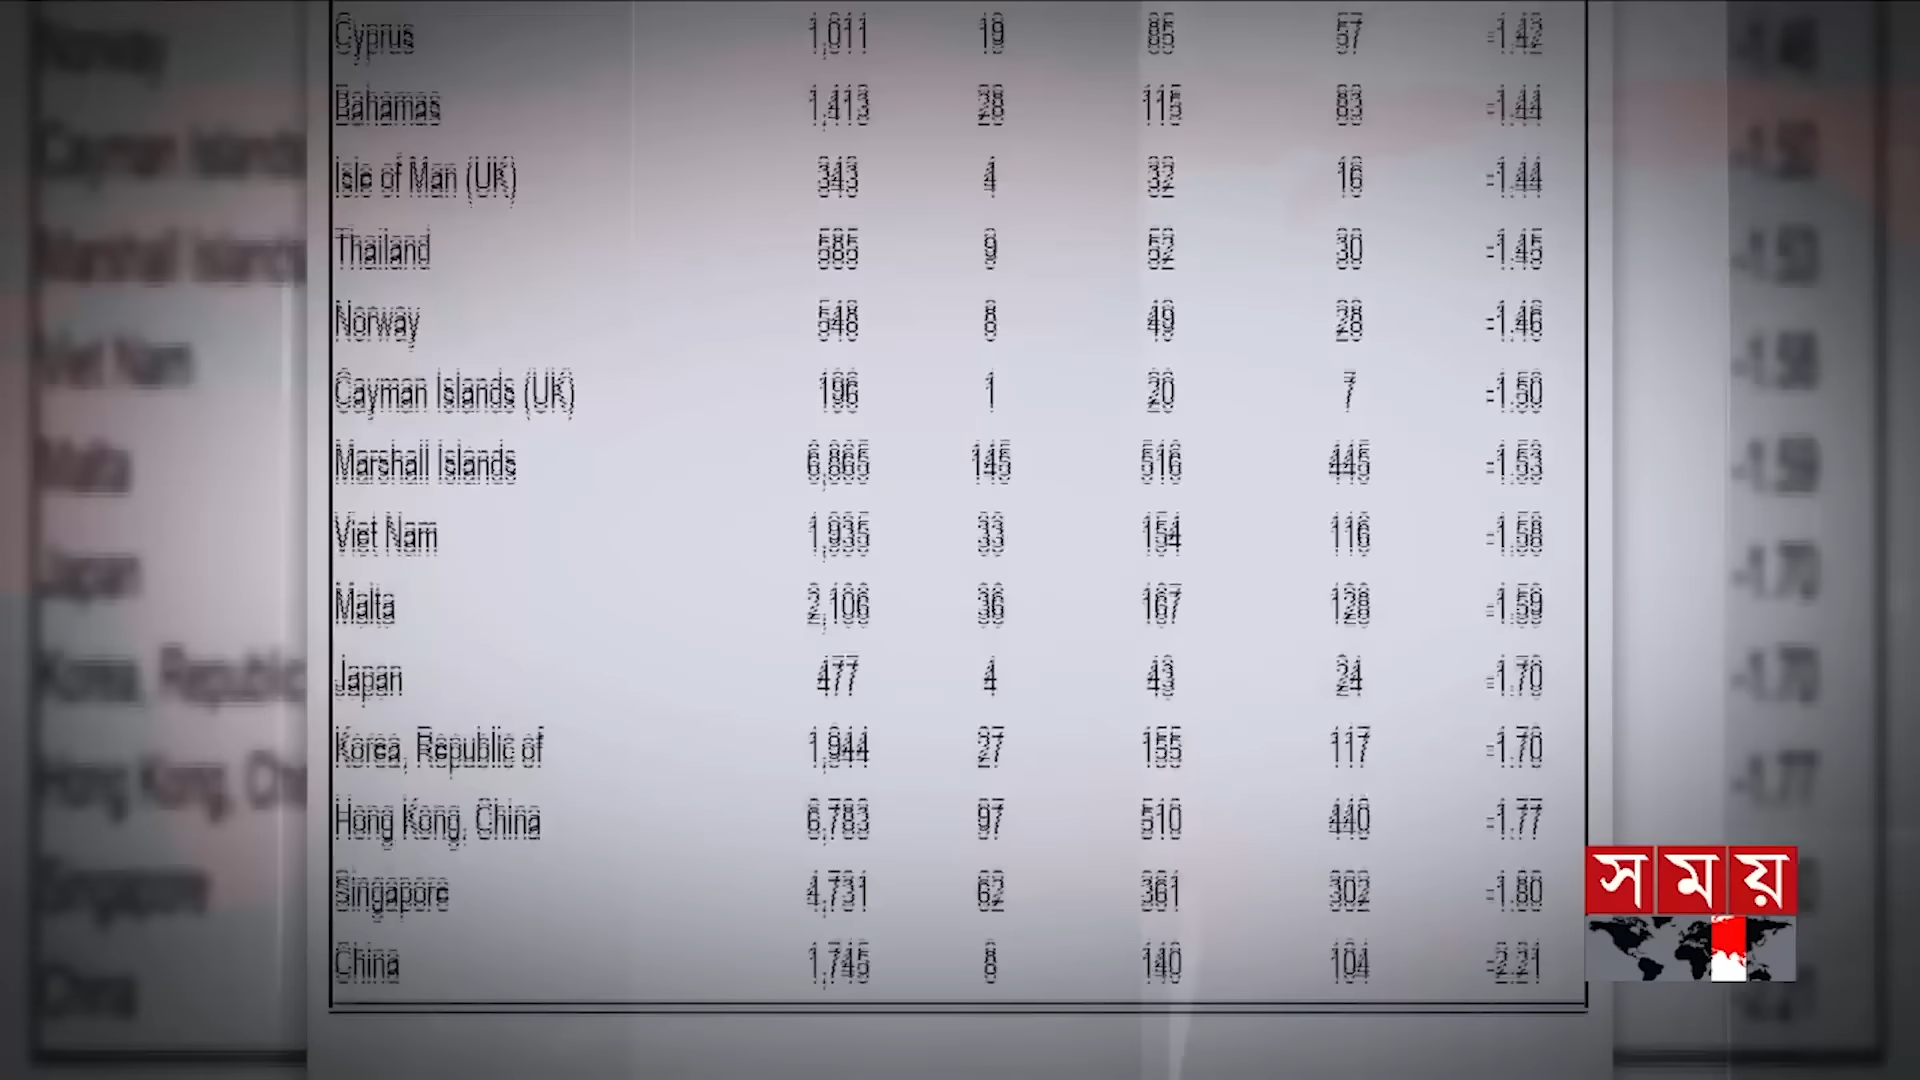 Cyprus 1,011 19 85 57 -1.42
Bahamas 1,413 28 115 83 -1.44
Isle of Man (UK) 343 4 32 16 -1.44
Thailand 585 9 52 30 -1.45
Norway 548 8 49 28 -1.46
Cayman Islands (UK) 196 1 20 7 -1.50
Marshall Islands 6,865 145 516 445 -1.53
Viet Nam 1,935 33 154 116 -1.58
Malta 2,106 36 167 128 -1.59
Japan 477 4 43 24 -1.70
Korea, Republic of 1,944 27 155 117 -1.70
Hong Kong, China 6,783 97 510 440 -1.77
Singapore 4,731 62 361 302 -1.80
China 1,745 8 140 104 -2.21
সময়